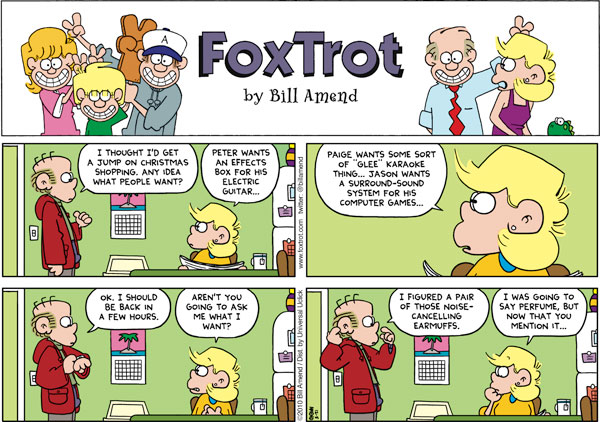 FOXTROT
by Bill Amend
A
I THOUGHT I'D GET
A JUMP ON CHRISTMAS
SHOPPING. ANY IDEA
WHAT PEOPLE WANT?
PETER WANTS
AN EFFECTS
BOX FOR HIS
ELECTRIC
GUITAR...
www.foxtrot.com Twitter: @billamend
PAIGE WANTS SOME SORT
OF "GLEE" KARAOKE
THING... JASON WANTS
A SURROUND-SOUND
SYSTEM FOR HIS
COMPUTER GAMES...
OK. I SHOULD
BE BACK IN
A FEW HOURS.
AREN'T YOU
GOING TO ASK
ME WHAT I
WANT?
©2010 Bill Amend / Dist. by Universal Uclick
I FIGURED A PAIR
OF THOSE NOISE-
CANCELLING
EARMUFFS.
I WAS GOING TO
SAY PERFUME, BUT
NOW THAT YOU
MENTION IT...